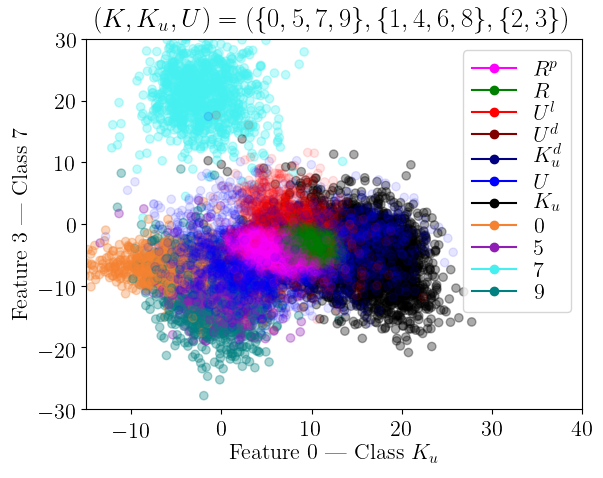 (K, K_u, U) = ({0, 5, 7, 9}, {1, 4, 6, 8}, {2, 3})
30
20
10
0
−10
−20
−30
Feature 3 — Class 7
R^p
R
U^l
U^d
K_u^d
U
K_u
0
5
7
9
−10
0
10
20
30
40
Feature 0 — Class K_u